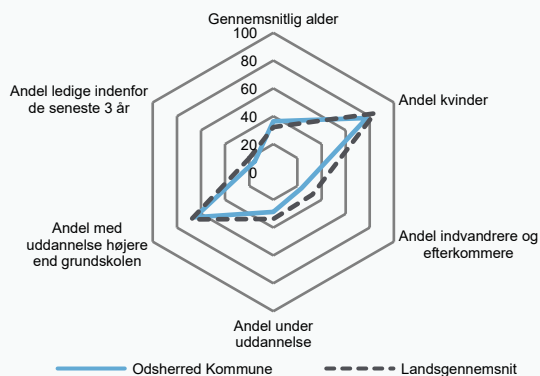 Gennemsnitlig alder
100
80
60
40
20
0
Andel kvinder
Andel indvandrere og
efterkommere
Andel under
uddannelse
Andel med
uddannelse højere
end grundskolen
Andel ledige indenfor
de seneste 3 år
Odsherred Kommune
Landsgennemsnit